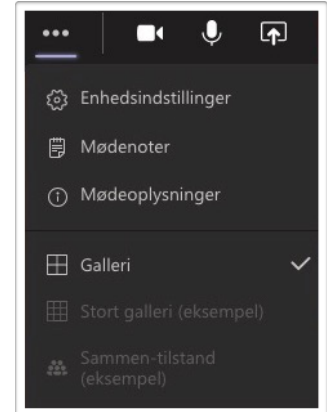 Enhedsindstillinger
Mødenoter
Mødeoplysninger
Galleri
Stort galleri (eksempel)
Sammen-tilstand
(eksempel)